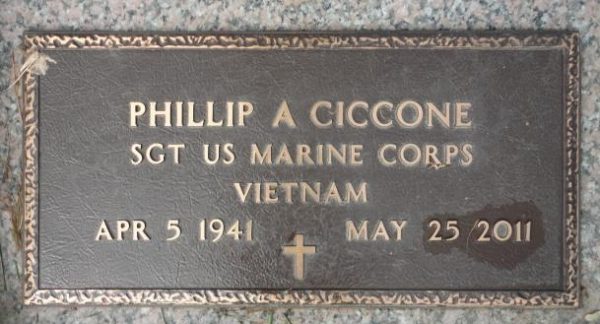 PHILLIP A CICCONE
SGT US MARINE CORPS
VIETNAM
APR 5 1941 MAY 25 2011